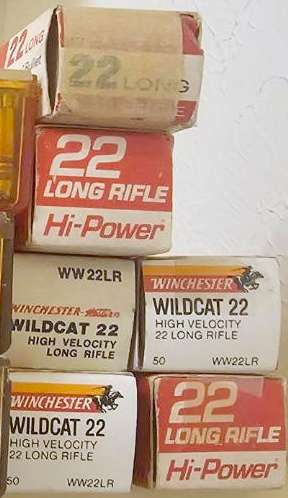 22 LONG
Bullet
22 LONG
22
LONG RIFLE
Hi-Power
WW22LR
WINCHESTER-Western
WILDCAT 22
HIGH VELOCITY
LONG RIFLE
WINCHESTER
WILDCAT 22
HIGH VELOCITY
22 LONG RIFLE
50 WW22LR
WINCHESTER
WILDCAT 22
HIGH VELOCITY
22 LONG RIFLE
50 WW22LR
22
LONG RIFLE
Hi-Power